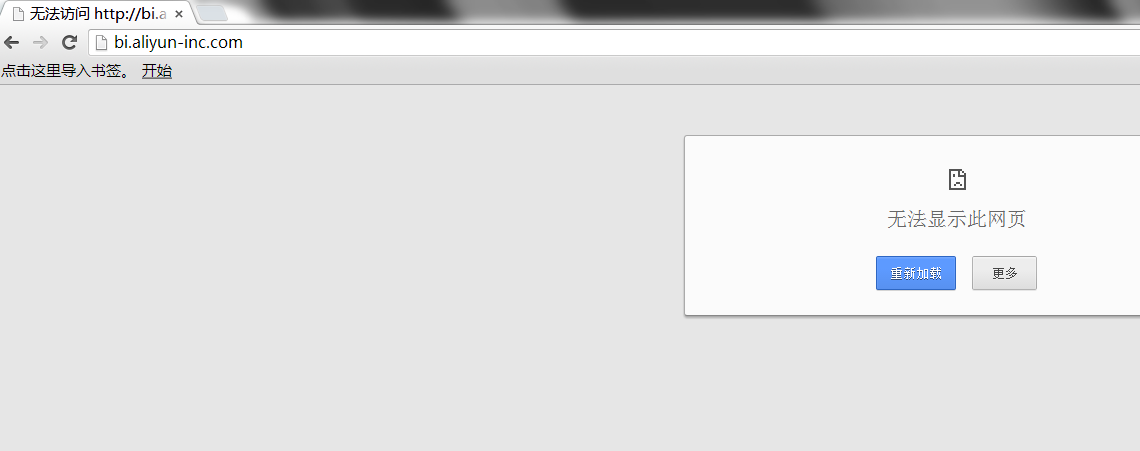 无法访问 http://bi.a
bi.aliyun-inc.com
点击这里导入书签。 开始
无法显示此网页
重新加载 更多